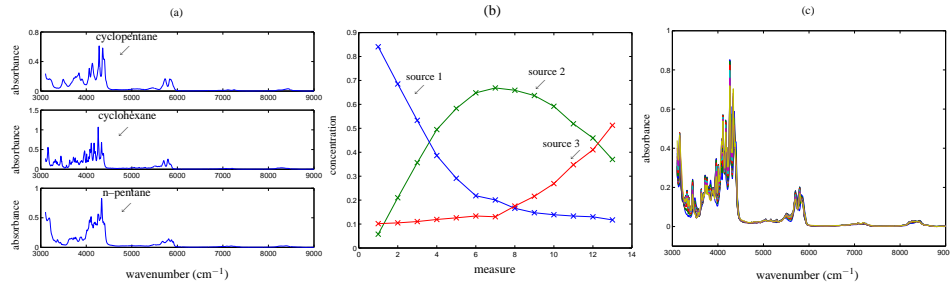 (a)
cyclopentane
absorbance
0.8
0.4
0
3000 4000 5000 6000 7000 8000 9000
cyclohexane
absorbance
1.5
1
0.5
0
3000 4000 5000 6000 7000 8000 9000
n–pentane
absorbance
1
0.5
0
3000 4000 5000 6000 7000 8000 9000
wavenumber (cm−1)
(b)
concentration
0.9
0.8
0.7
0.6
0.5
0.4
0.3
0.2
0.1
0
source 1
source 2
source 3
0 2 4 6 8 10 12 14
measure
(c)
absorbance
1
0.8
0.6
0.4
0.2
0
3000 4000 5000 6000 7000 8000 9000
wavenumber (cm−1)